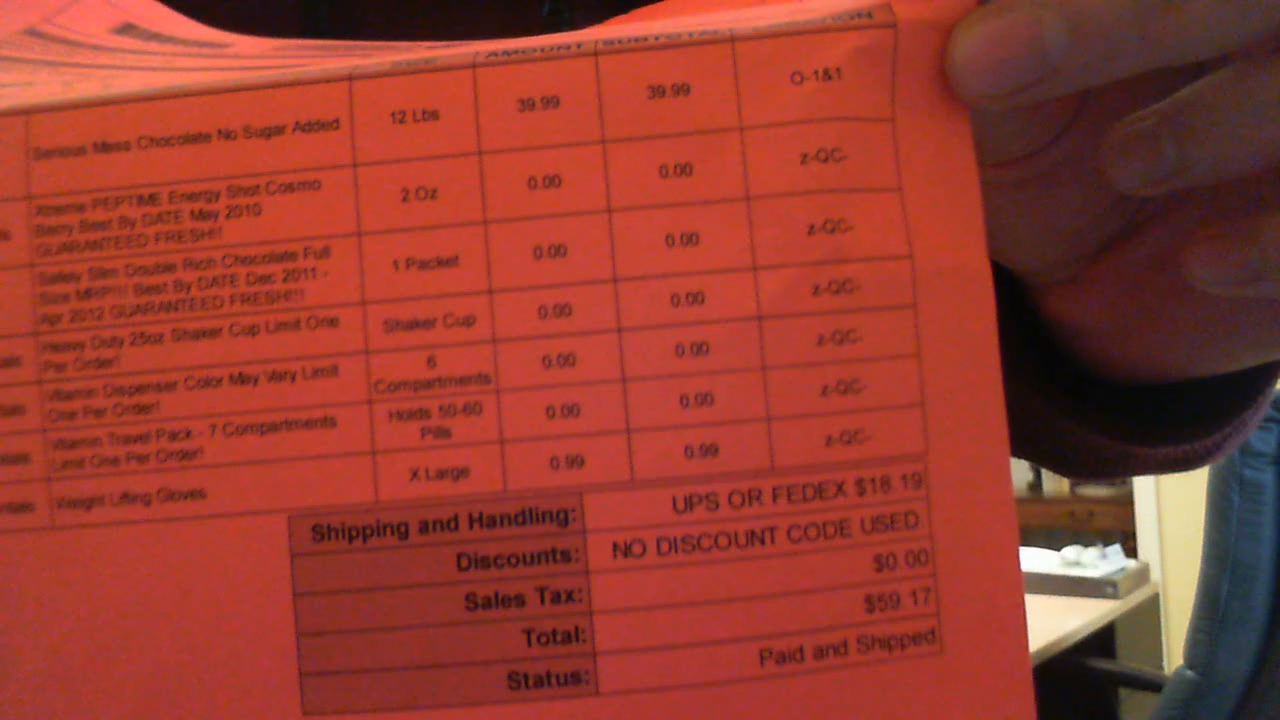 SIZE AMOUNT SUBTOTAL
Serious Mass Chocolate No Sugar Added 12 Lbs 39.99 39.99 O-1&1
Xtreme PEPTIME Energy Shot Cosmo
Berry Best By DATE May 2010 2 Oz 0.00 0.00 z-QC-
GUARANTEED FRESH!!
Satley Slim Double Rich Chocolate Full
Size MRP!!! Best By DATE Dec 2011 - 1 Packet 0.00 0.00 z-QC-
Apr 2012 GUARANTEED FRESH!!!
Heavy Duty 25oz Shaker Cup Limit One Shaker Cup 0.00 0.00 z-QC-
Per Order!
Vitamin Dispenser Color May Vary Limit 6 0.00 0.00 z-QC-
One Per Order! Compartments
Vitamin Travel Pack - 7 Compartments Holds 50-60 0.00 0.00 z-QC-
Limit One Per Order! Pills
Weight Lifting Gloves X Large 0.99 0.99 z-QC-
Shipping and Handling: UPS OR FEDEX $18.19
Discounts: NO DISCOUNT CODE USED
Sales Tax: $0.00
Total: $59.17
Status: Paid and Shipped